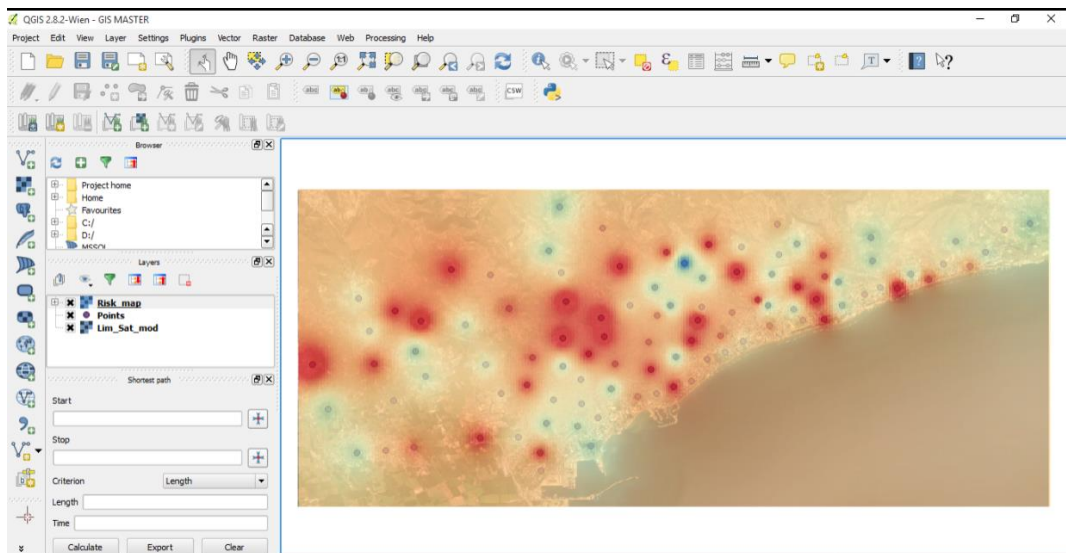 QGIS 2.8.2-Wien - GIS MASTER
Project Edit View Layer Settings Plugins Vector Raster Database Web Processing Help
CSW
Browser
Project home
Home
Favourites
C:/
D:/
MSSQL
Layers
Risk_map
Points
Lim_Sat_mod
Shortest path
Start
Stop
Criterion Length
Length
Time
Calculate Export Clear